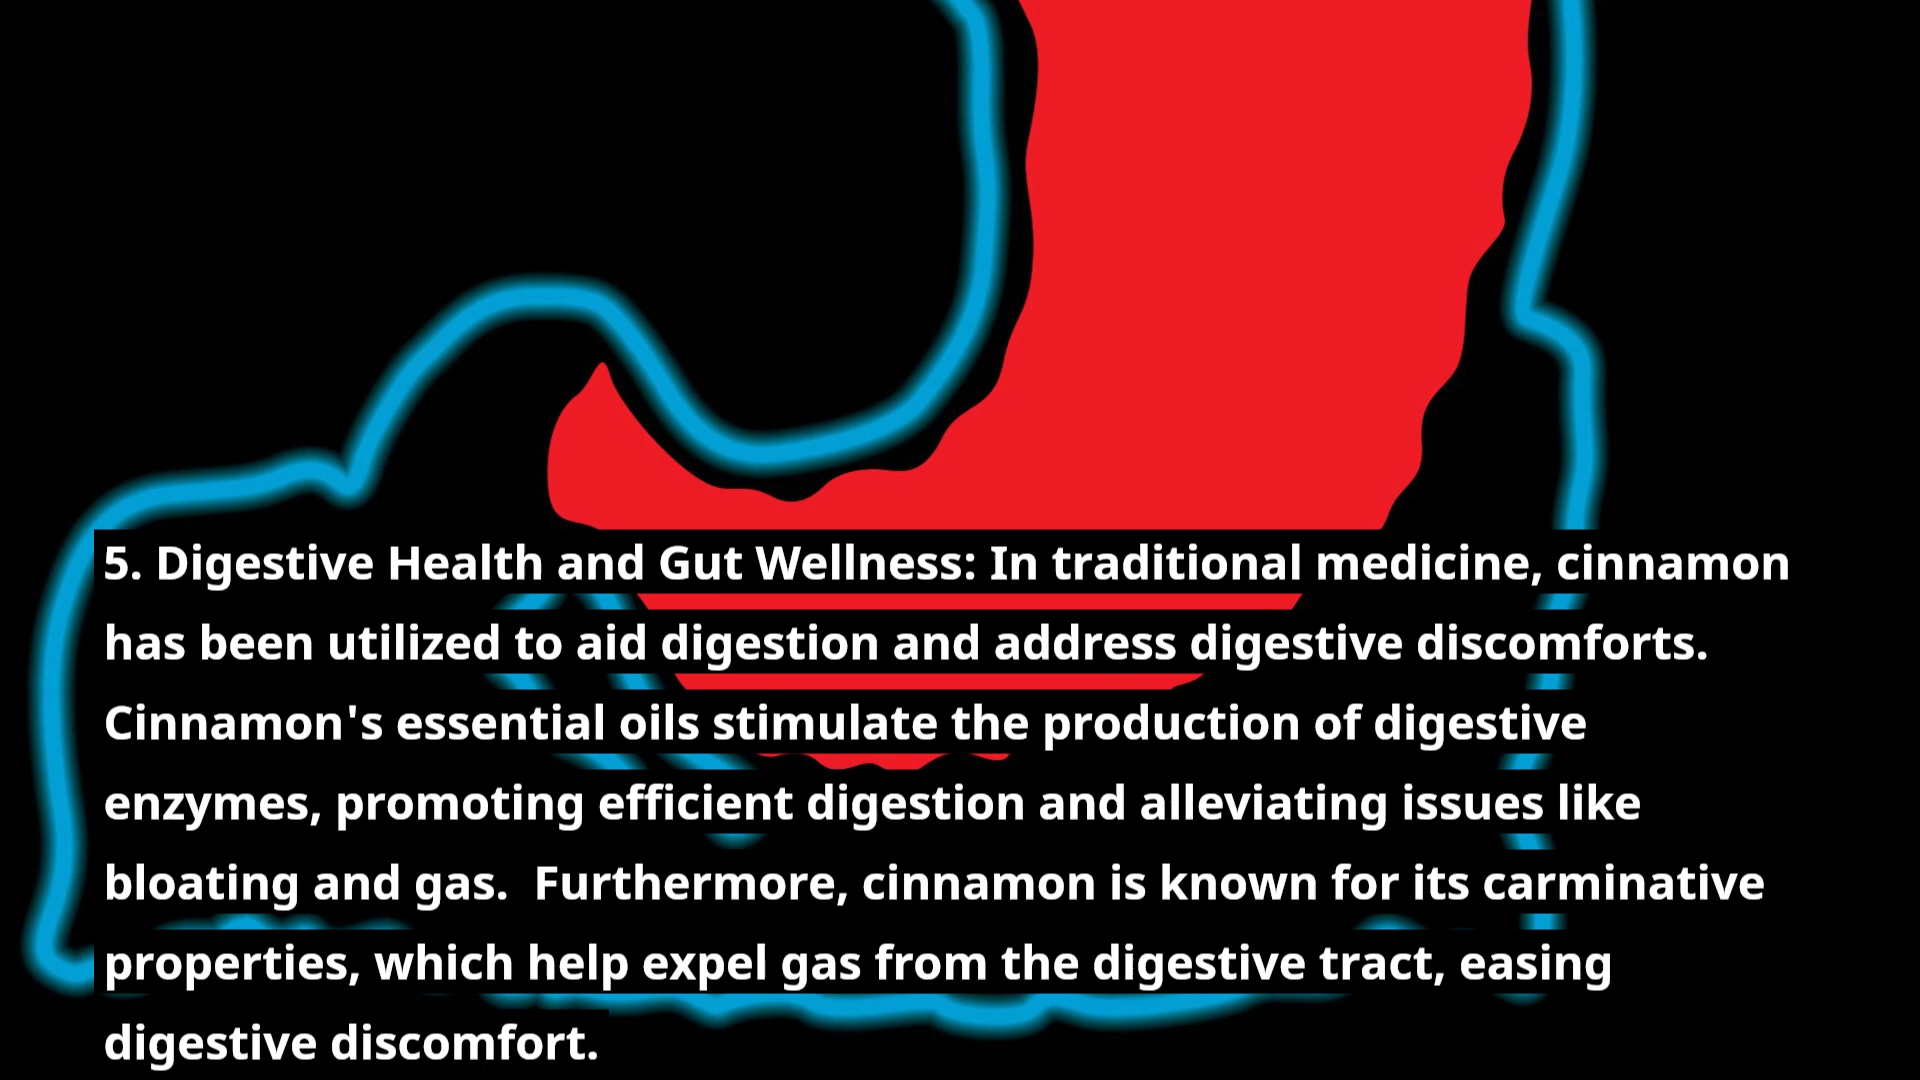 5. Digestive Health and Gut Wellness: In traditional medicine, cinnamon
has been utilized to aid digestion and address digestive discomforts.
Cinnamon's essential oils stimulate the production of digestive
enzymes, promoting efficient digestion and alleviating issues like
bloating and gas.  Furthermore, cinnamon is known for its carminative
properties, which help expel gas from the digestive tract, easing
digestive discomfort.